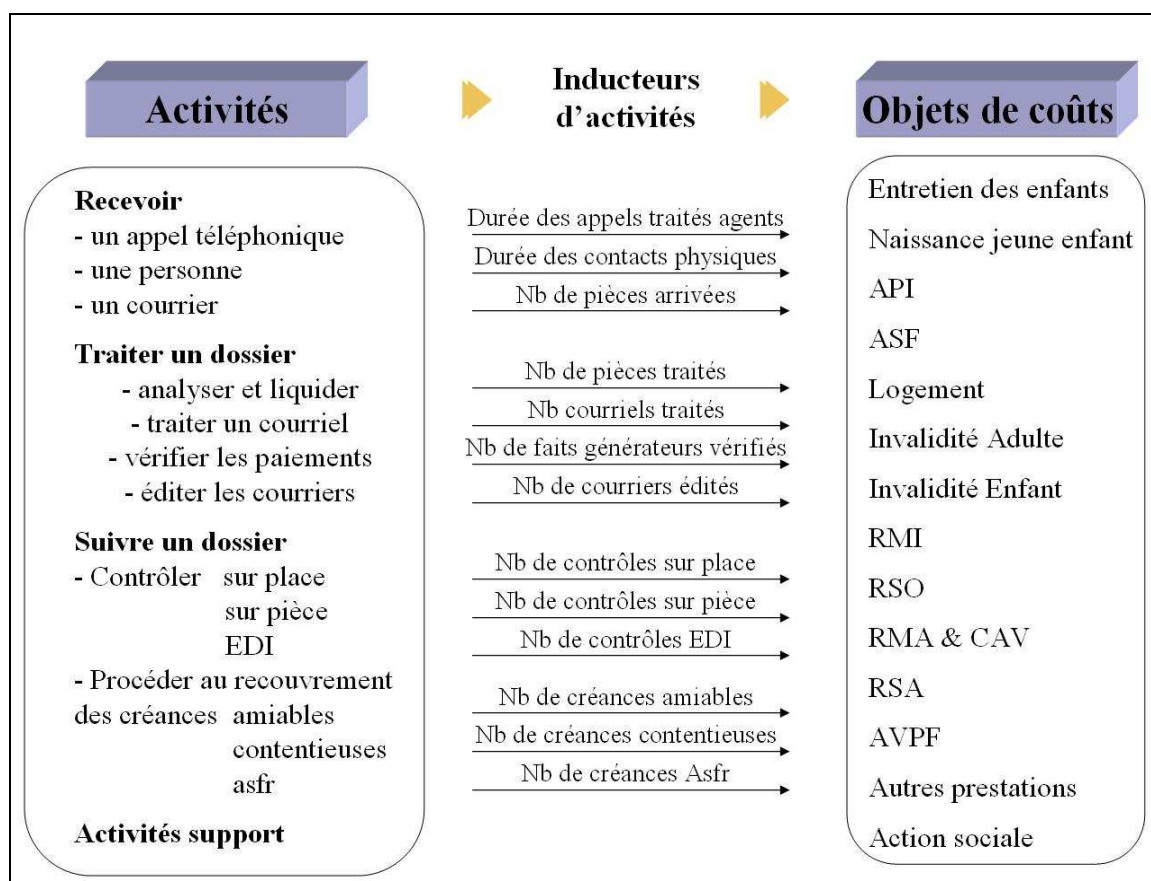 Activités
Inducteurs
d’activités
Objets de coûts
Recevoir
- un appel téléphonique
- une personne
- un courrier
Traiter un dossier
- analyser et liquider
- traiter un courriel
- vérifier les paiements
- éditer les courriers
Suivre un dossier
- Contrôler sur place
sur pièce
EDI
- Procéder au recouvrement
des créances amiables
contentieuses
asfr
Activités support
Durée des appels traités agents
Durée des contacts physiques
Nb de pièces arrivées
Nb de pièces traités
Nb courriels traités
Nb de faits générateurs vérifiés
Nb de courriers édités
Nb de contrôles sur place
Nb de contrôles sur pièce
Nb de contrôles EDI
Nb de créances amiables
Nb de créances contentieuses
Nb de créances Asfr
Entretien des enfants
Naissance jeune enfant
API
ASF
Logement
Invalidité Adulte
Invalidité Enfant
RMI
RSO
RMA & CAV
RSA
AVPF
Autres prestations
Action sociale